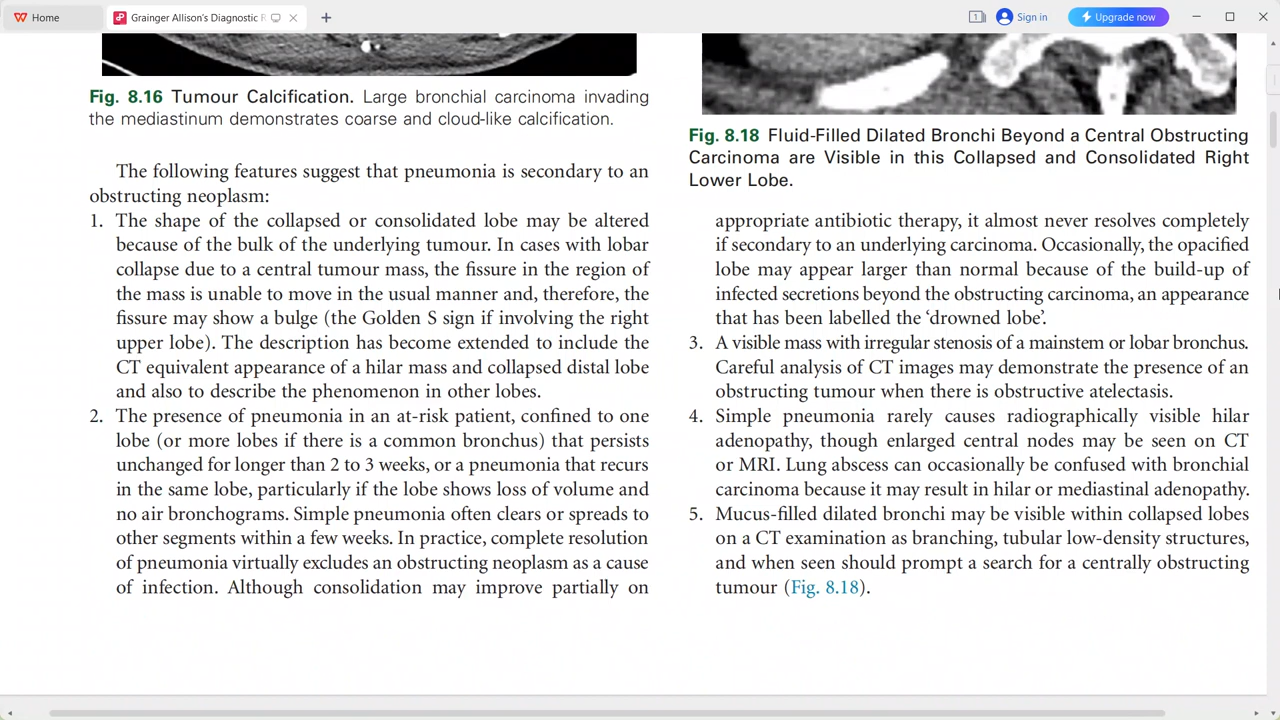 Home
Grainger Allison's Diagnostic R
1
Sign in
Upgrade now
Fig. 8.16 Tumour Calcification. Large bronchial carcinoma invading
the mediastinum demonstrates coarse and cloud-like calcification.
The following features suggest that pneumonia is secondary to an
obstructing neoplasm:
1. The shape of the collapsed or consolidated lobe may be altered
because of the bulk of the underlying tumour. In cases with lobar
collapse due to a central tumour mass, the fissure in the region of
the mass is unable to move in the usual manner and, therefore, the
fissure may show a bulge (the Golden S sign if involving the right
upper lobe). The description has become extended to include the
CT equivalent appearance of a hilar mass and collapsed distal lobe
and also to describe the phenomenon in other lobes.
2. The presence of pneumonia in an at-risk patient, confined to one
lobe (or more lobes if there is a common bronchus) that persists
unchanged for longer than 2 to 3 weeks, or a pneumonia that recurs
in the same lobe, particularly if the lobe shows loss of volume and
no air bronchograms. Simple pneumonia often clears or spreads to
other segments within a few weeks. In practice, complete resolution
of pneumonia virtually excludes an obstructing neoplasm as a cause
of infection. Although consolidation may improve partially on
Fig. 8.18 Fluid-Filled Dilated Bronchi Beyond a Central Obstructing
Carcinoma are Visible in this Collapsed and Consolidated Right
Lower Lobe.
appropriate antibiotic therapy, it almost never resolves completely
if secondary to an underlying carcinoma. Occasionally, the opacified
lobe may appear larger than normal because of the build-up of
infected secretions beyond the obstructing carcinoma, an appearance
that has been labelled the ‘drowned lobe’.
3. A visible mass with irregular stenosis of a mainstem or lobar bronchus.
Careful analysis of CT images may demonstrate the presence of an
obstructing tumour when there is obstructive atelectasis.
4. Simple pneumonia rarely causes radiographically visible hilar
adenopathy, though enlarged central nodes may be seen on CT
or MRI. Lung abscess can occasionally be confused with bronchial
carcinoma because it may result in hilar or mediastinal adenopathy.
5. Mucus-filled dilated bronchi may be visible within collapsed lobes
on a CT examination as branching, tubular low-density structures,
and when seen should prompt a search for a centrally obstructing
tumour (Fig. 8.18).